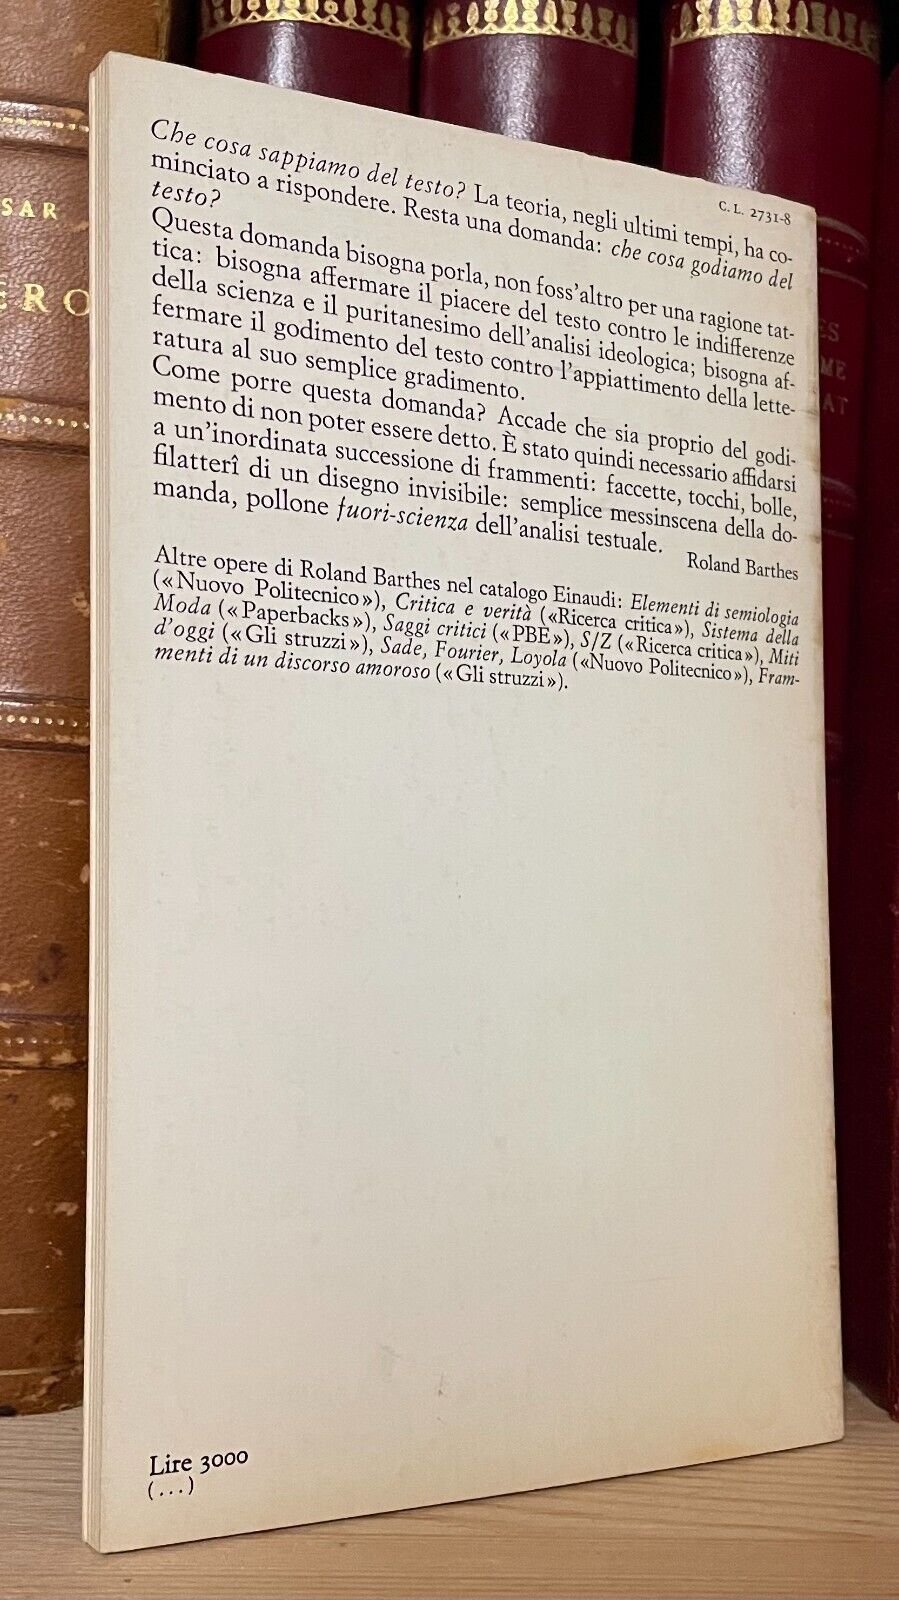 SAR
ERO
ES
ME
AT
C. L. 2731-8
Che cosa sappiamo del testo? La teoria, negli ultimi tempi, ha co-
minciato a rispondere. Resta una domanda: che cosa godiamo del
testo?
Questa domanda bisogna porla, non foss'altro per una ragione tat-
tica: bisogna affermare il piacere del testo contro le indifferenze
della scienza e il puritanesimo dell'analisi ideologica; bisogna af-
fermare il godimento del testo contro l'appiattimento della lette-
ratura al suo semplice gradimento.
Come porre questa domanda? Accade che sia proprio del godi-
mento di non poter essere detto. È stato quindi necessario affidarsi
a un'inordinata successione di frammenti: faccette, tocchi, bolle,
filatterî di un disegno invisibile: semplice messinscena della do-
manda, pollone fuori-scienza dell'analisi testuale.
Roland Barthes
Altre opere di Roland Barthes nel catalogo Einaudi: Elementi di semiologia
(«Nuovo Politecnico»), Critica e verità («Ricerca critica»), Sistema della
Moda («Paperbacks»), Saggi critici («PBE»), S/Z («Ricerca critica»), Miti
d'oggi («Gli struzzi»), Sade, Fourier, Loyola («Nuovo Politecnico»), Fram-
menti di un discorso amoroso («Gli struzzi»).
Lire 3000
(...)